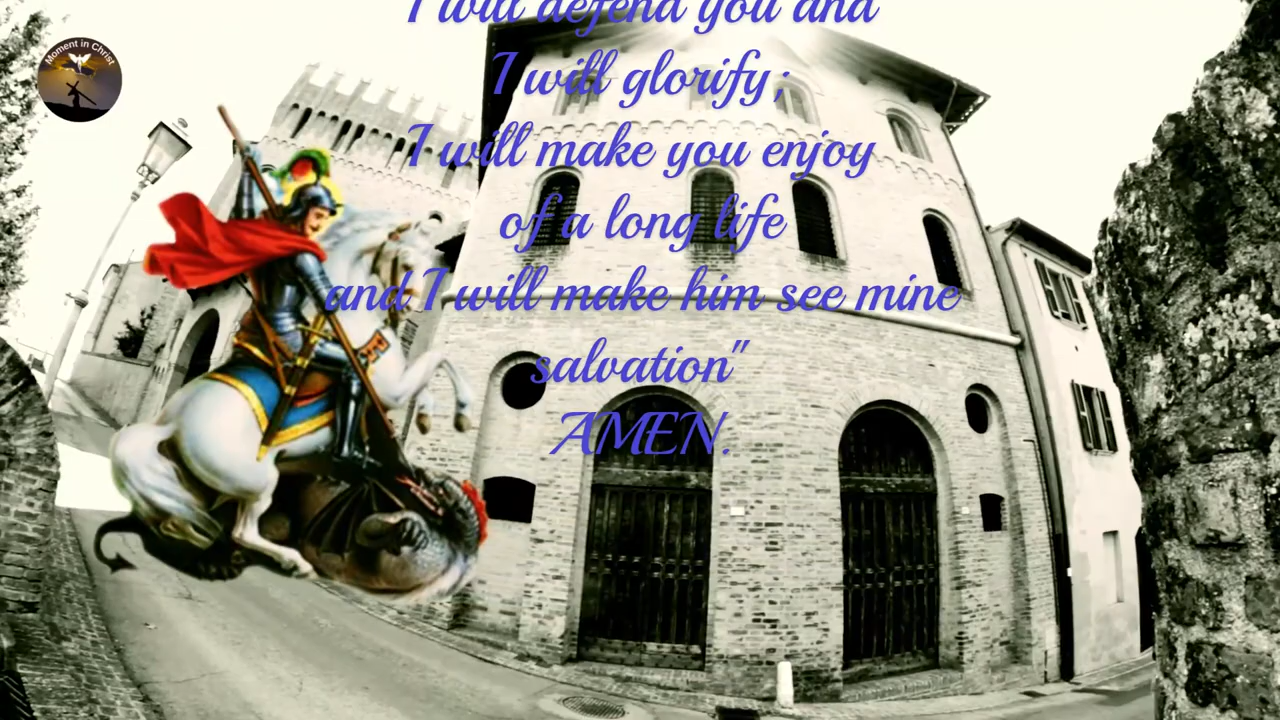 Moment in Christ
I will defend you and
I will glorify;
I will make you enjoy
of a long life
and I will make him see mine
salvation"
AMEN.